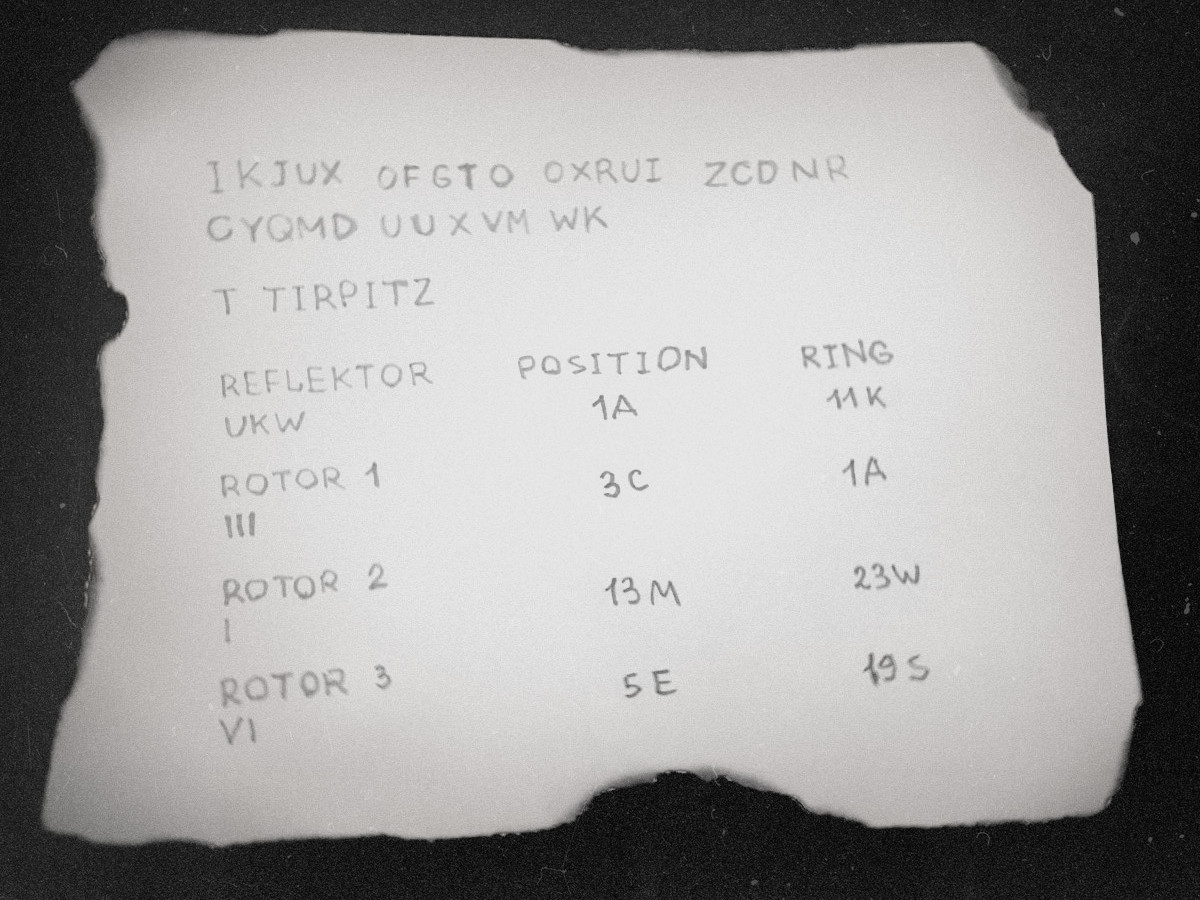 IKJUX OFGTO OXRUI ZCDNR
CYQMD UUXVM WK
T TIRPITZ
REFLEKTOR POSITION RING
UKW 1A 11K
ROTOR 1 3C 1A
III
ROTOR 2 13M 23W
I
ROTOR 3 5E 19S
VI